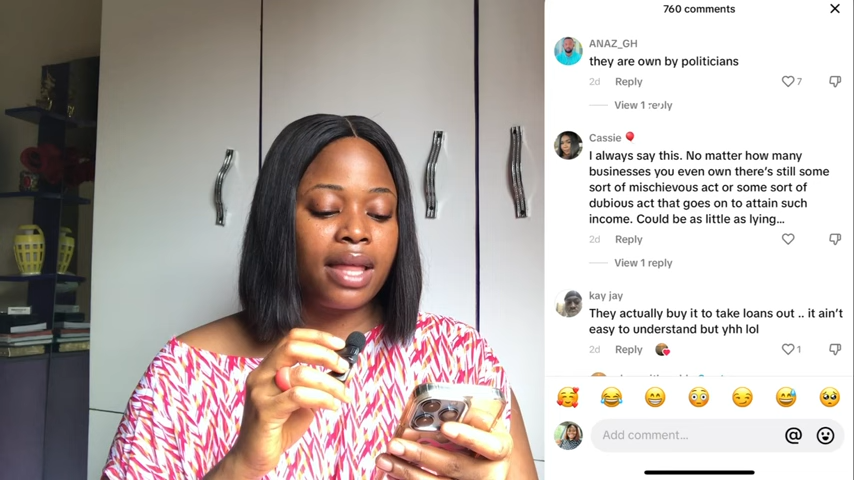 760 comments
ANAZ_GH
they are own by politicians
2d Reply
7
View 1 reply
Cassie
I always say this. No matter how many
businesses you even own there's still some
sort of mischievous act or some sort of
dubious act that goes on to attain such
income. Could be as little as lying...
2d Reply
View 1 reply
kay jay
They actually buy it to take loans out .. it ain't
easy to understand but yhh lol
2d Reply
1
Add comment...
@